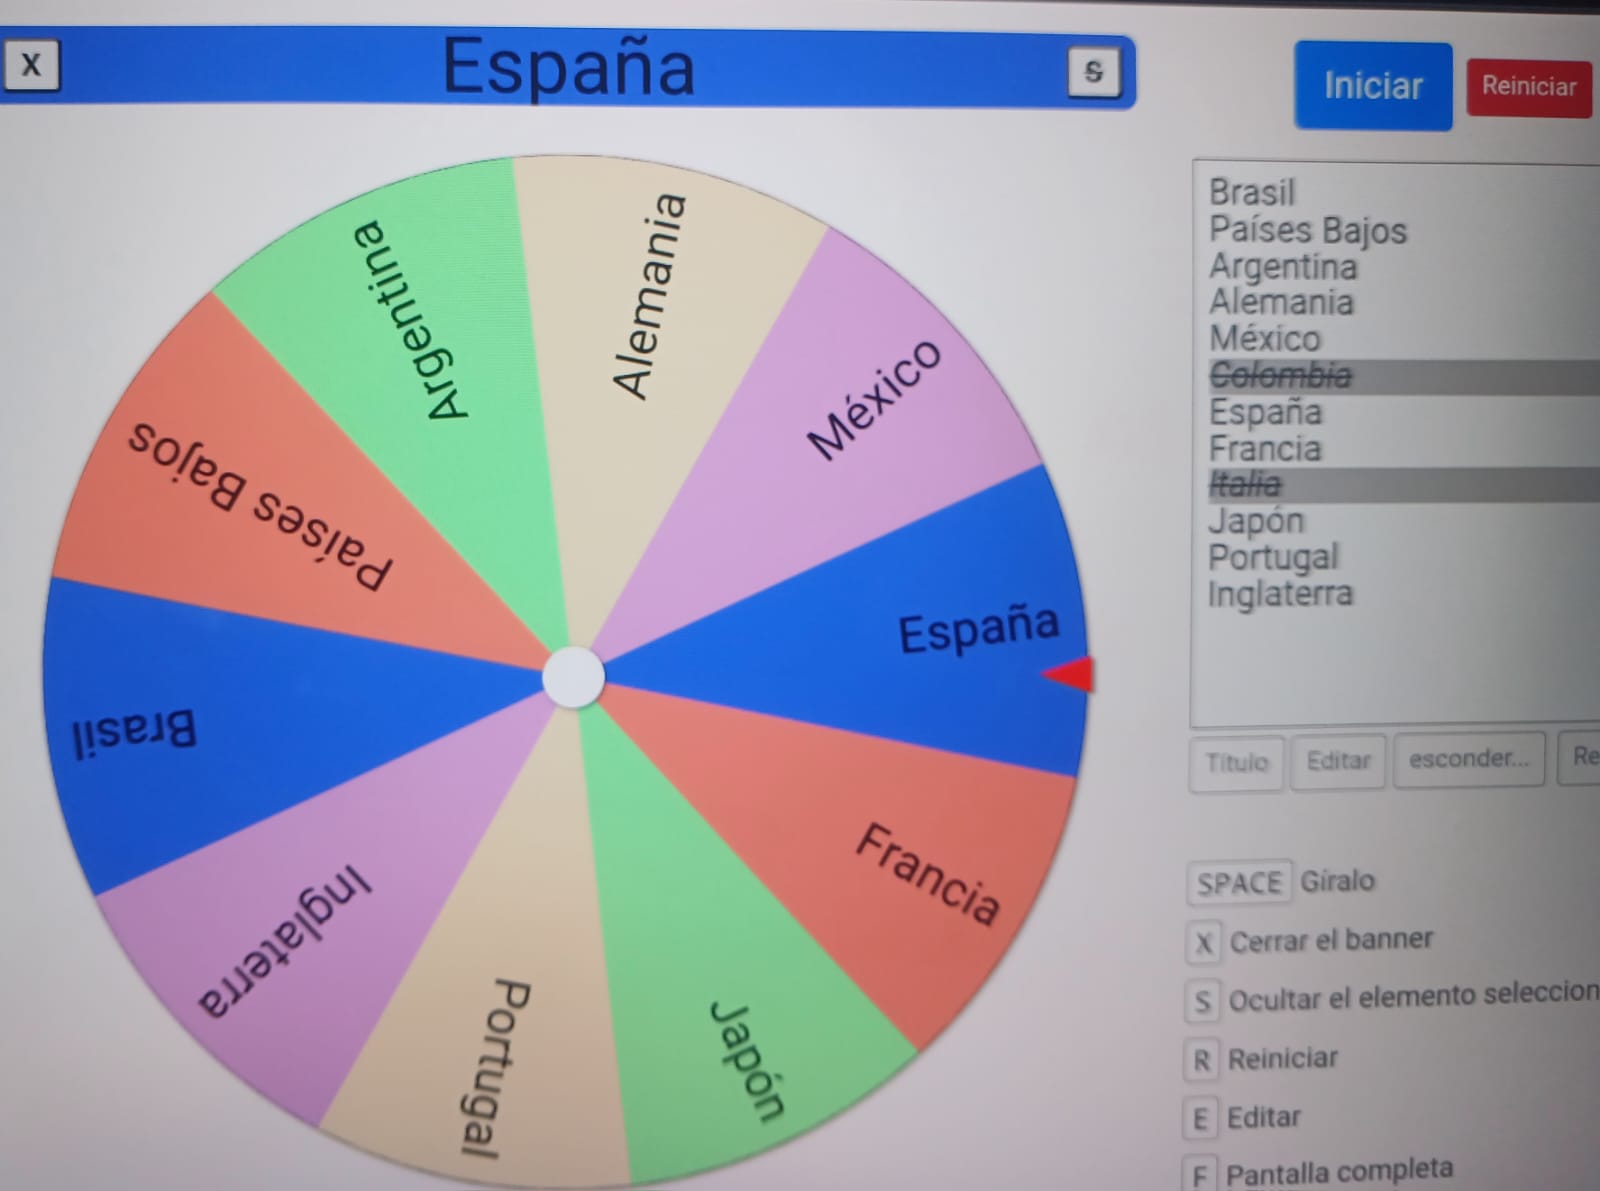 X
España
S
Iniciar
Reiniciar
Argentina
Alemania
México
España
Francia
Japón
Portugal
Inglaterra
Brasil
Países Bajos
Brasil
Países Bajos
Argentina
Alemania
México
Colombia
España
Francia
Italia
Japón
Portugal
Inglaterra
Título
Editar
esconder...
Re
SPACE Gíralo
X Cerrar el banner
S Ocultar el elemento seleccion
R Reiniciar
E Editar
F Pantalla completa